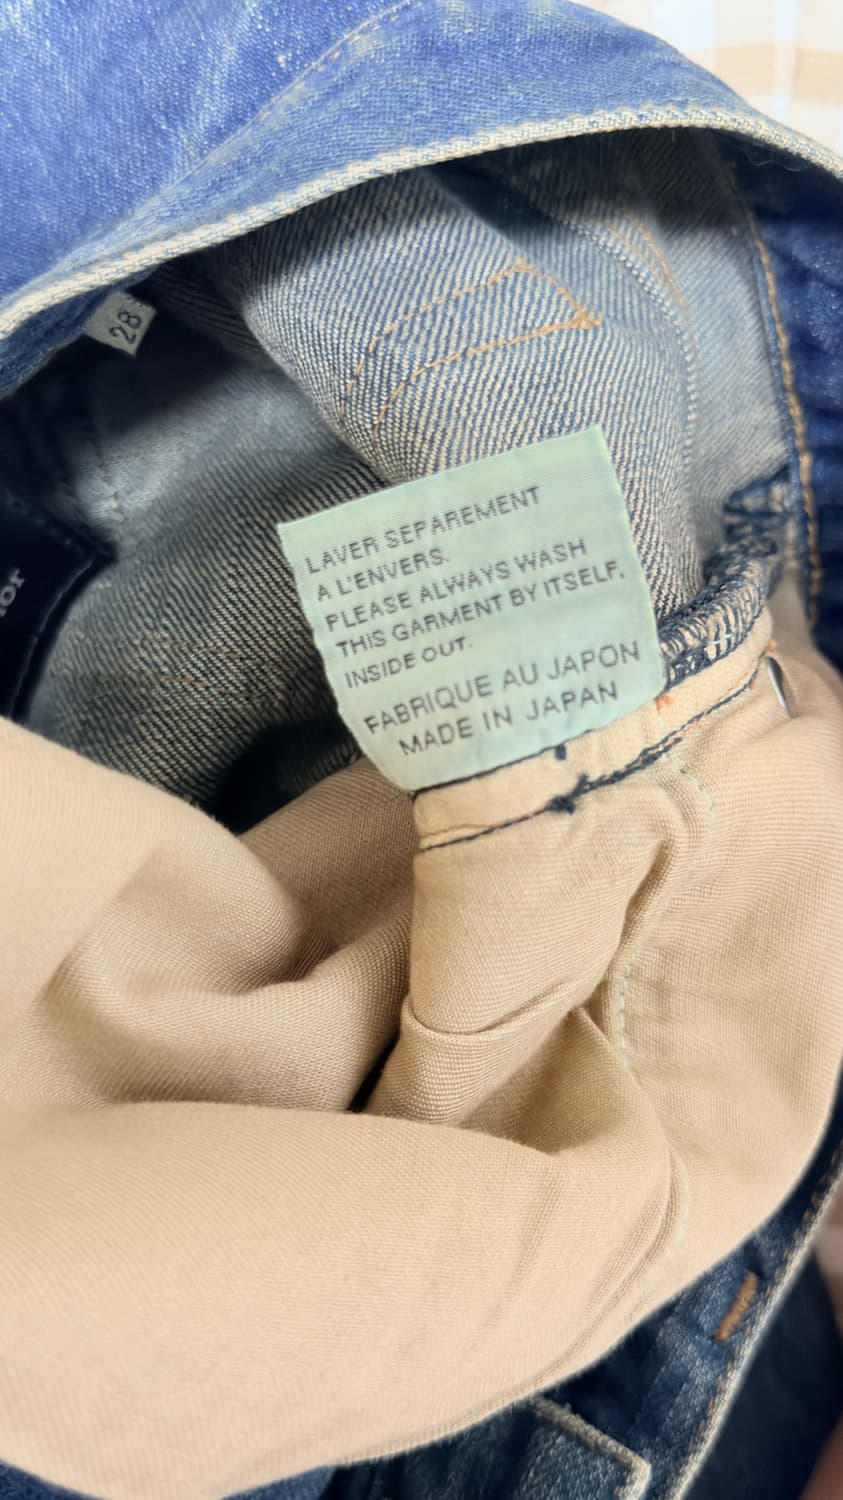 28
tor
LAVER SEPAREMENT
A L'ENVERS.
PLEASE ALWAYS WASH
THIS GARMENT BY ITSELF,
INSIDE OUT.
FABRIQUE AU JAPON
MADE IN JAPAN